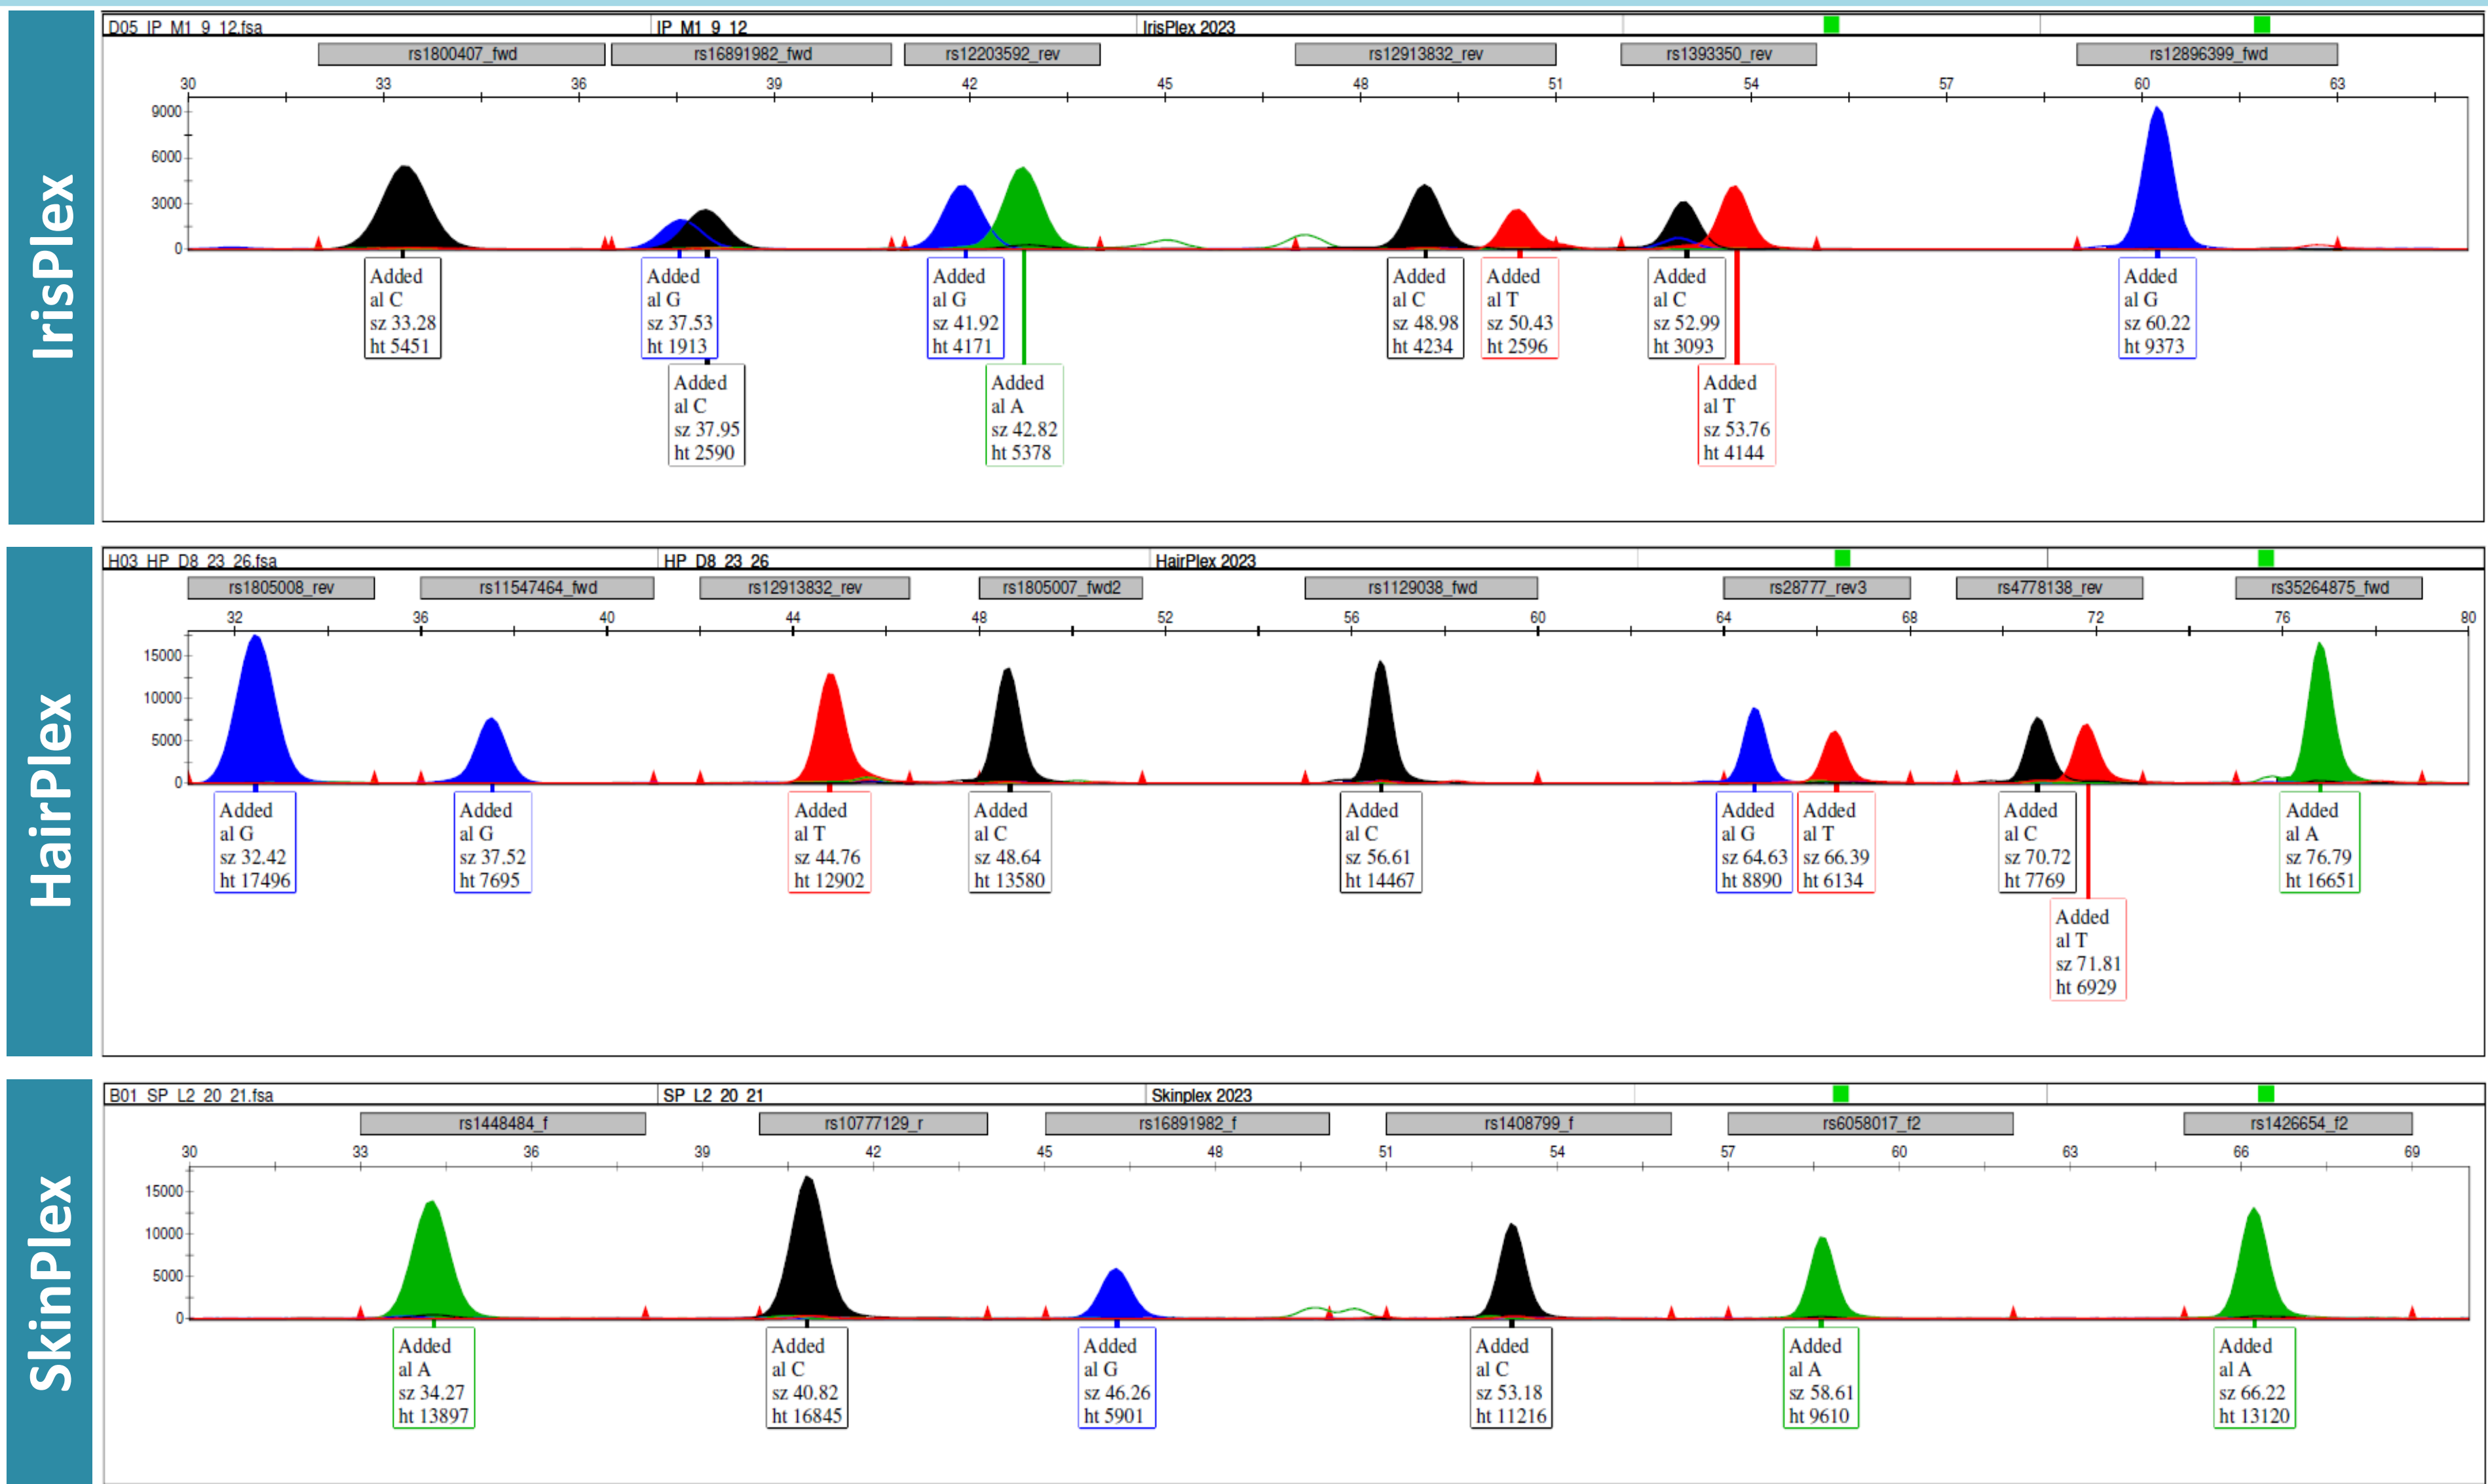 IrisPlex
D05_IP_M1_9_12.fsa IP_M1_9_12 IrisPlex 2023
rs1800407_fwd rs16891982_fwd rs12203592_rev rs12913832_rev rs1393350_rev rs12896399_fwd
30 33 36 39 42 45 48 51 54 57 60 63
9000
6000
3000
0
Added Added Added Added Added Added Added
al C al G al G al C al T al C al G
sz 33.28 sz 37.53 sz 41.92 sz 48.98 sz 50.43 sz 52.99 sz 60.22
ht 5451 ht 1913 ht 4171 ht 4234 ht 2596 ht 3093 ht 9373
Added Added Added
al C al A al T
sz 37.95 sz 42.82 sz 53.76
ht 2590 ht 5378 ht 4144
HairPlex
H03_HP_D8_23_26.fsa HP_D8_23_26 HairPlex 2023
rs1805008_rev rs11547464_fwd rs12913832_rev rs1805007_fwd2 rs1129038_fwd rs28777_rev3 rs4778138_rev rs35264875_fwd
32 36 40 44 48 52 56 60 64 68 72 76 80
15000
10000
5000
0
Added Added Added Added Added Added Added Added Added
al G al G al T al C al C al G al T al C al A
sz 32.42 sz 37.52 sz 44.76 sz 48.64 sz 56.61 sz 64.63 sz 66.39 sz 70.72 sz 76.79
ht 17496 ht 7695 ht 12902 ht 13580 ht 14467 ht 8890 ht 6134 ht 7769 ht 16651
Added
al T
sz 71.81
ht 6929
SkinPlex
B01_SP_L2_20_21.fsa SP_L2_20_21 Skinplex 2023
rs1448484_f rs10777129_r rs16891982_f rs1408799_f rs6058017_f2 rs1426654_f2
30 33 36 39 42 45 48 51 54 57 60 63 66 69
15000
10000
5000
0
Added Added Added Added Added Added
al A al C al G al C al A al A
sz 34.27 sz 40.82 sz 46.26 sz 53.18 sz 58.61 sz 66.22
ht 13897 ht 16845 ht 5901 ht 11216 ht 9610 ht 13120